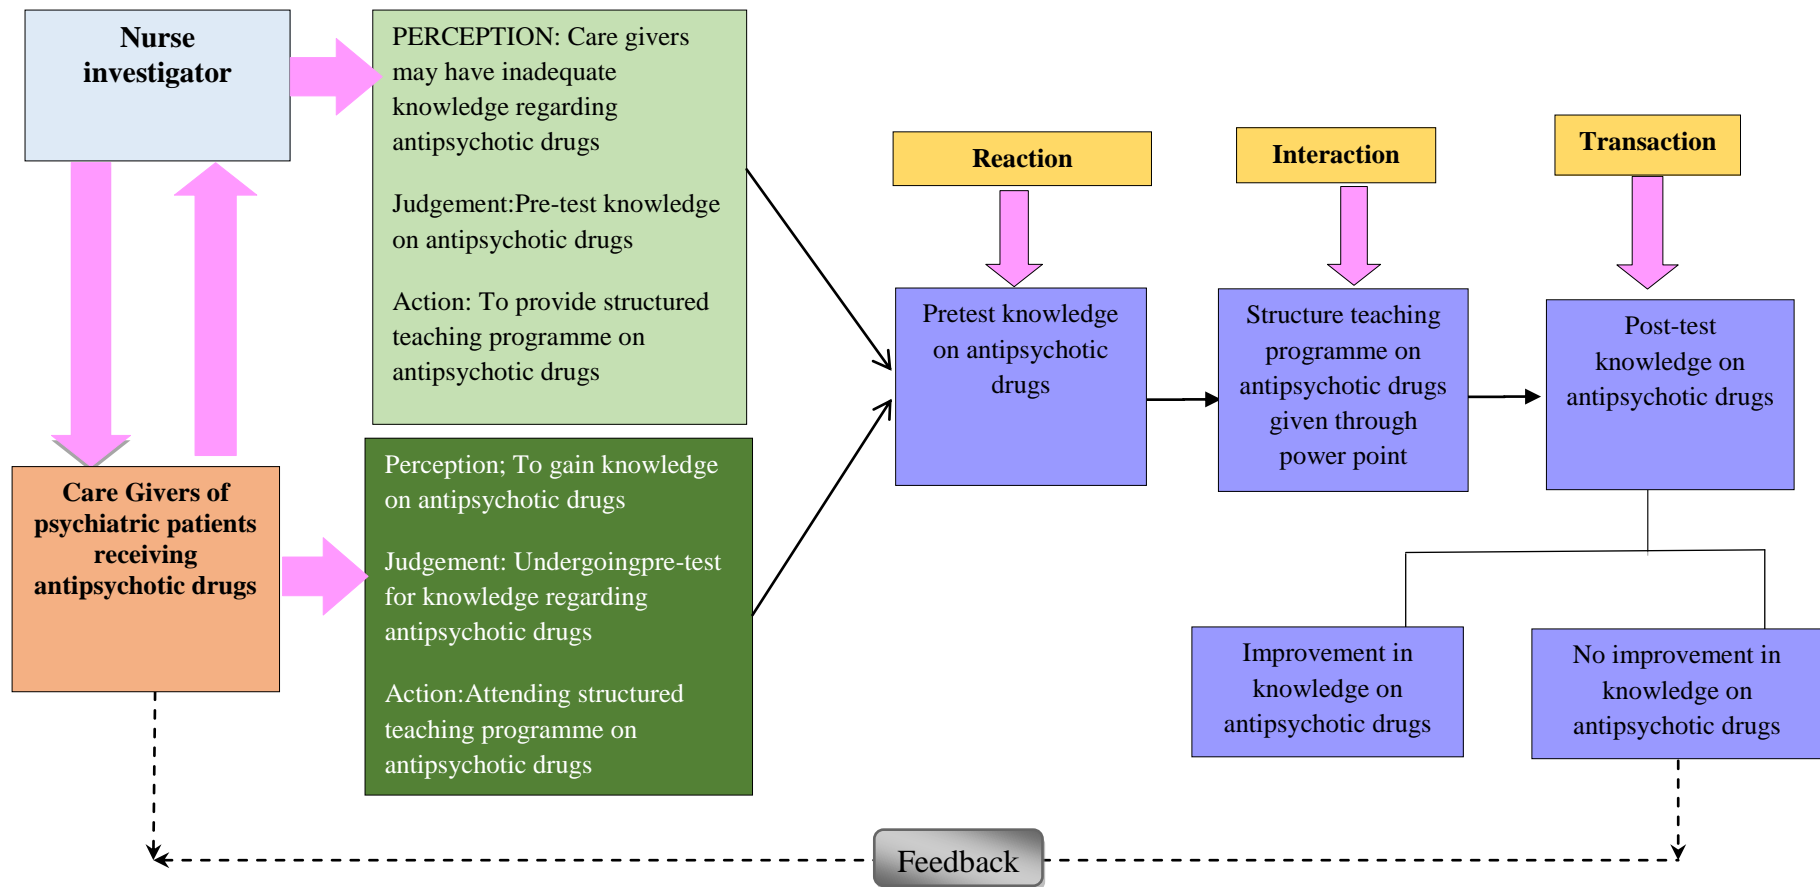 Nurse
investigator
PERCEPTION: Care givers
may have inadequate
knowledge regarding
antipsychotic drugs
Judgement:Pre-test knowledge
on antipsychotic drugs
Action: To provide structured
teaching programme on
antipsychotic drugs
Care Givers of
psychiatric patients
receiving
antipsychotic drugs
Perception; To gain knowledge
on antipsychotic drugs
Judgement: Undergoingpre-test
for knowledge regarding
antipsychotic drugs
Action:Attending structured
teaching programme on
antipsychotic drugs
Reaction
Pretest knowledge
on antipsychotic
drugs
Interaction
Structure teaching
programme on
antipsychotic drugs
given through
power point
Transaction
Post-test
knowledge on
antipsychotic drugs
Improvement in
knowledge on
antipsychotic drugs
No improvement in
knowledge on
antipsychotic drugs
Feedback